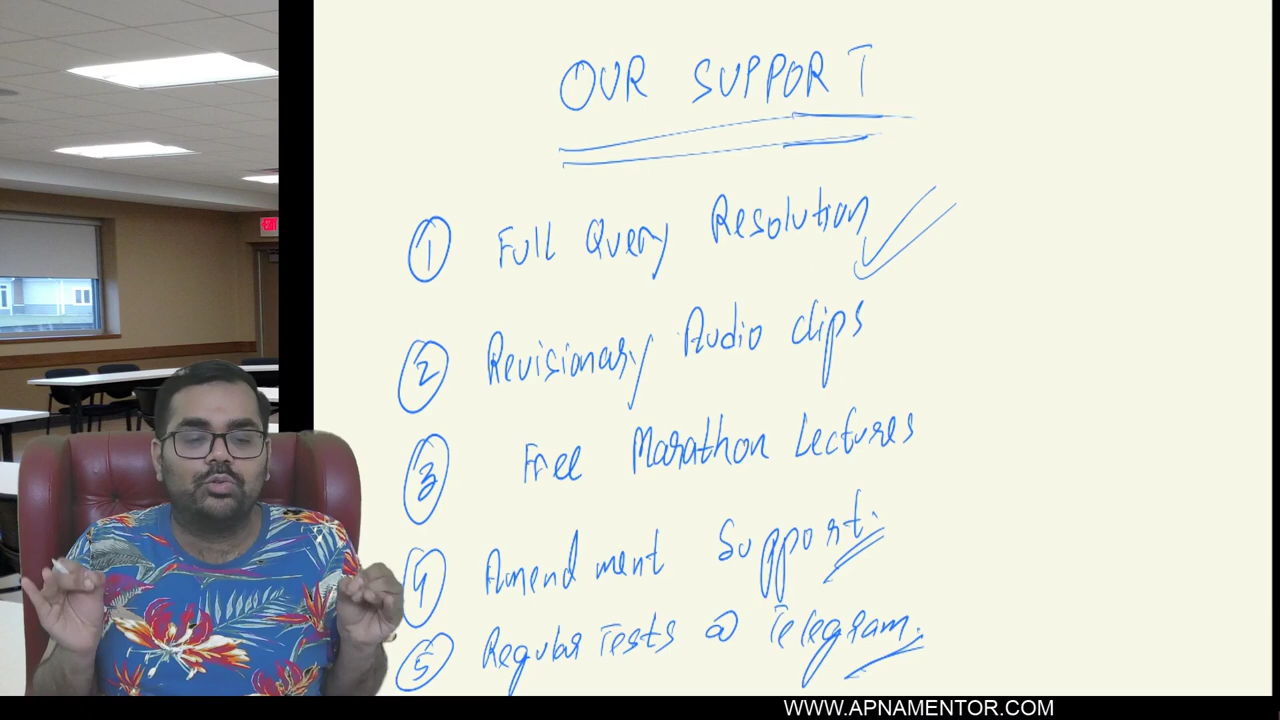 OUR SUPPORT
① Full Query Resolution
② Revisionary Audio clips
③ Free Marathon Lectures
④ Amendment Support.
⑤ Regular Tests @ Telegram.
WWW.APNAMENTOR.COM